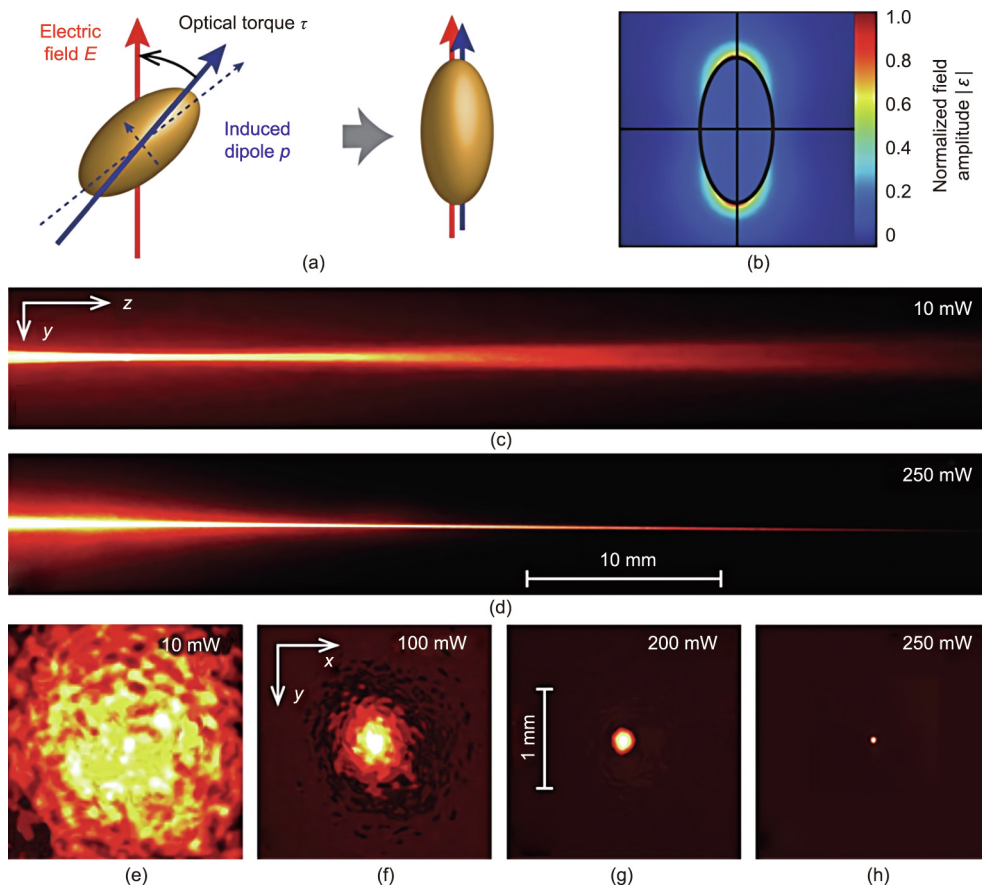 Electric
field E
Optical torque τ
Induced
dipole p
(a)
1.0
0.8
0.6
0.4
0.2
0
Normalized field
amplitude |ε|
(b)
z
y
10 mW
(c)
250 mW
10 mm
(d)
10 mW
(e)
100 mW
x
y
(f)
200 mW
1 mm
(g)
250 mW
(h)